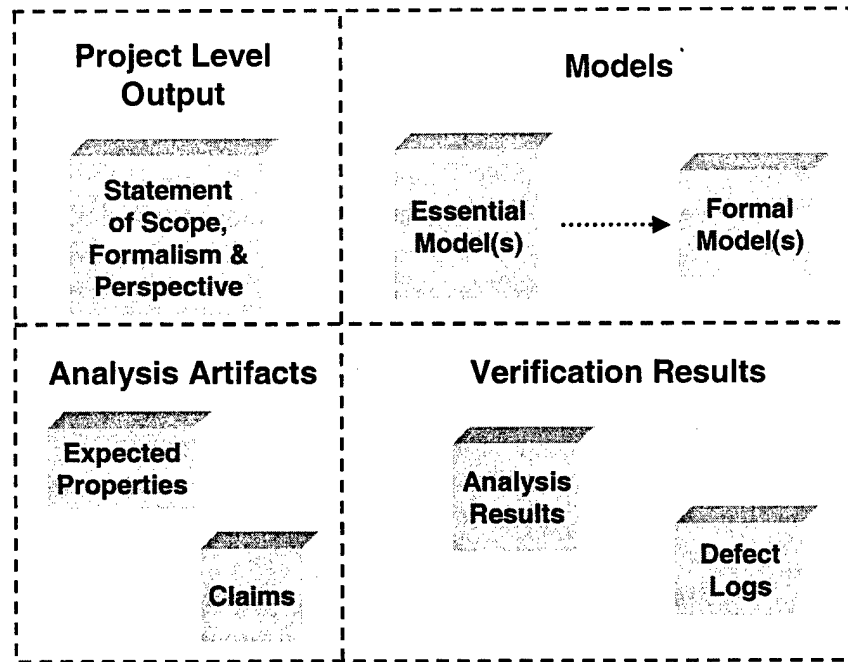 Project Level
Output
Statement
of Scope,
Formalism &
Perspective
Models
Essential
Model(s)
Formal
Model(s)
Analysis Artifacts
Expected
Properties
Claims
Verification Results
Analysis
Results
Defect
Logs